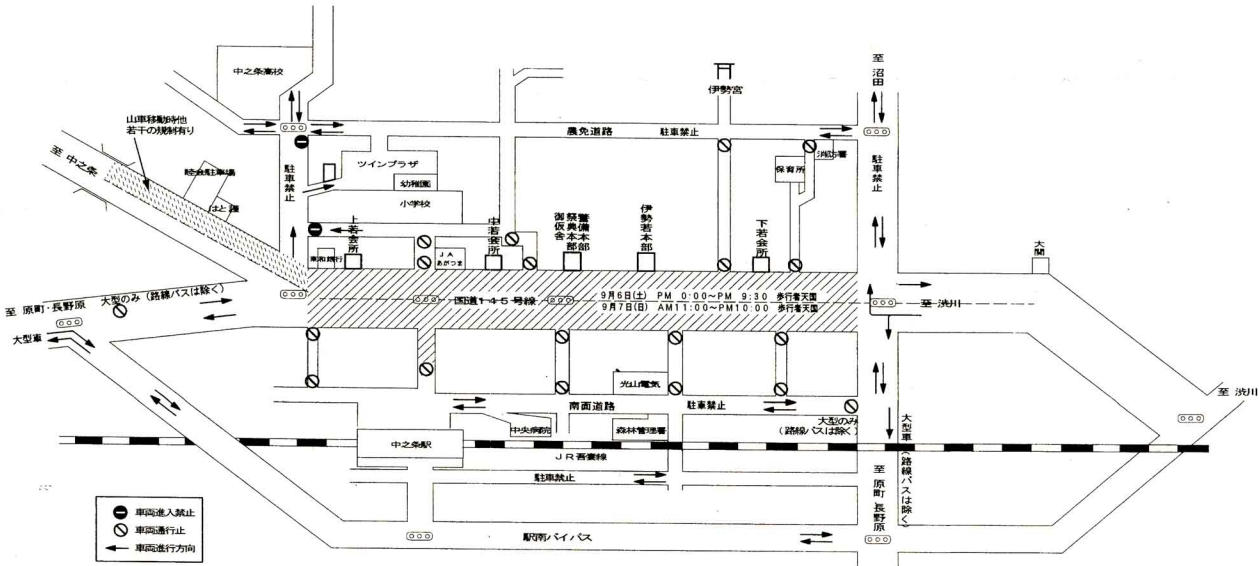 中之条高校
山車移動時他
若干の規制有り
至 中之条
駐車禁止
はと
ツインプラザ
幼稚園
小学校
農免道路
駐車禁止
伊勢宮
至 沼田
駐車禁止
消防署
保育所
上若会所
ＪＡ
あがつま
中若会所
御仮舎
祭典本部
警備本部
伊勢若本部
下若会所
大関
至 原町・長野原
大型のみ（路線バスは除く）
大型車
国道１４５号線
９月６日(土) ＰＭ ０:００～ＰＭ ９:３０ 歩行者天国
９月７日(日) ＡＭ１１:００～ＰＭ１０:００ 歩行者天国
至 渋川
至 渋川
光山電気
南面道路
駐車禁止
大型のみ
（路線バスは除く）
中央病院
森林管理署
中之条駅
ＪＲ吾妻線
駐車禁止
大型車（路線バスは除く）
至 原町 長野原
駅南バイパス
車両進入禁止
車両通行止
車両進行方向